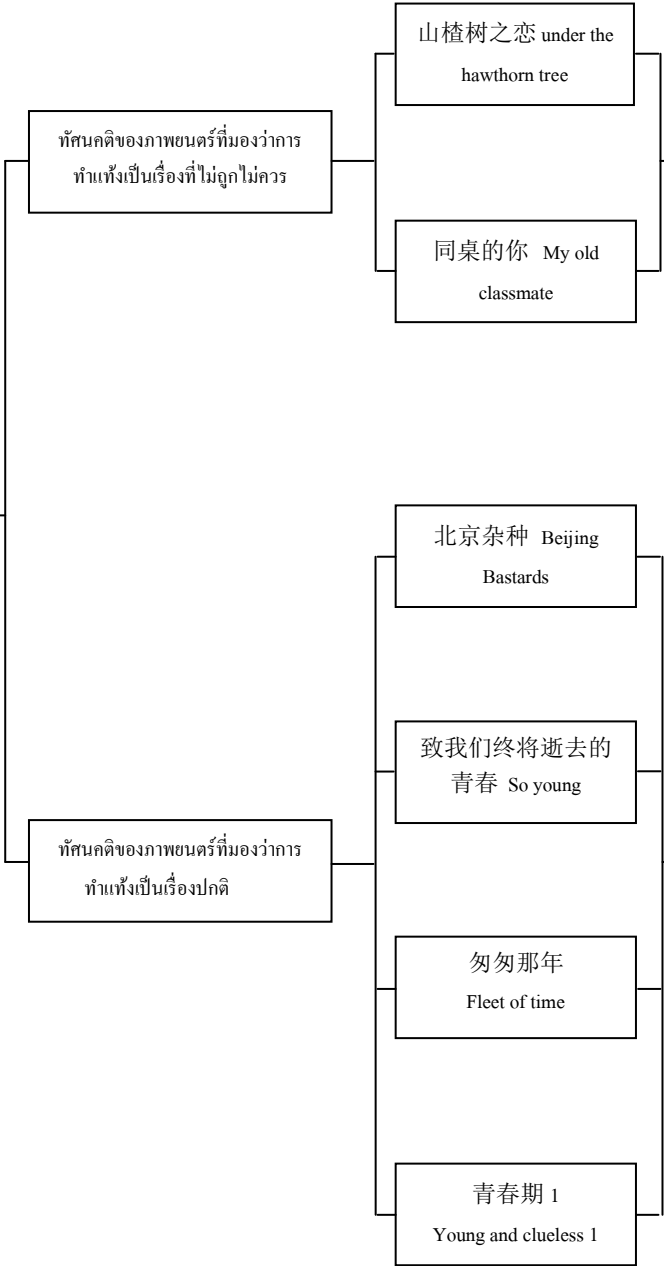 山楂树之恋 under the
hawthorn tree
ทัศนคติของภาพยนตร์ที่มองว่าการ
ทำแท้งเป็นเรื่องที่ไม่ถูกไม่ควร
同桌的你 My old
classmate
北京杂种 Beijing
Bastards
致我们终将逝去的
青春 So young
ทัศนคติของภาพยนตร์ที่มองว่าการ
ทำแท้งเป็นเรื่องปกติ
匆匆那年
Fleet of time
青春期 1
Young and clueless 1